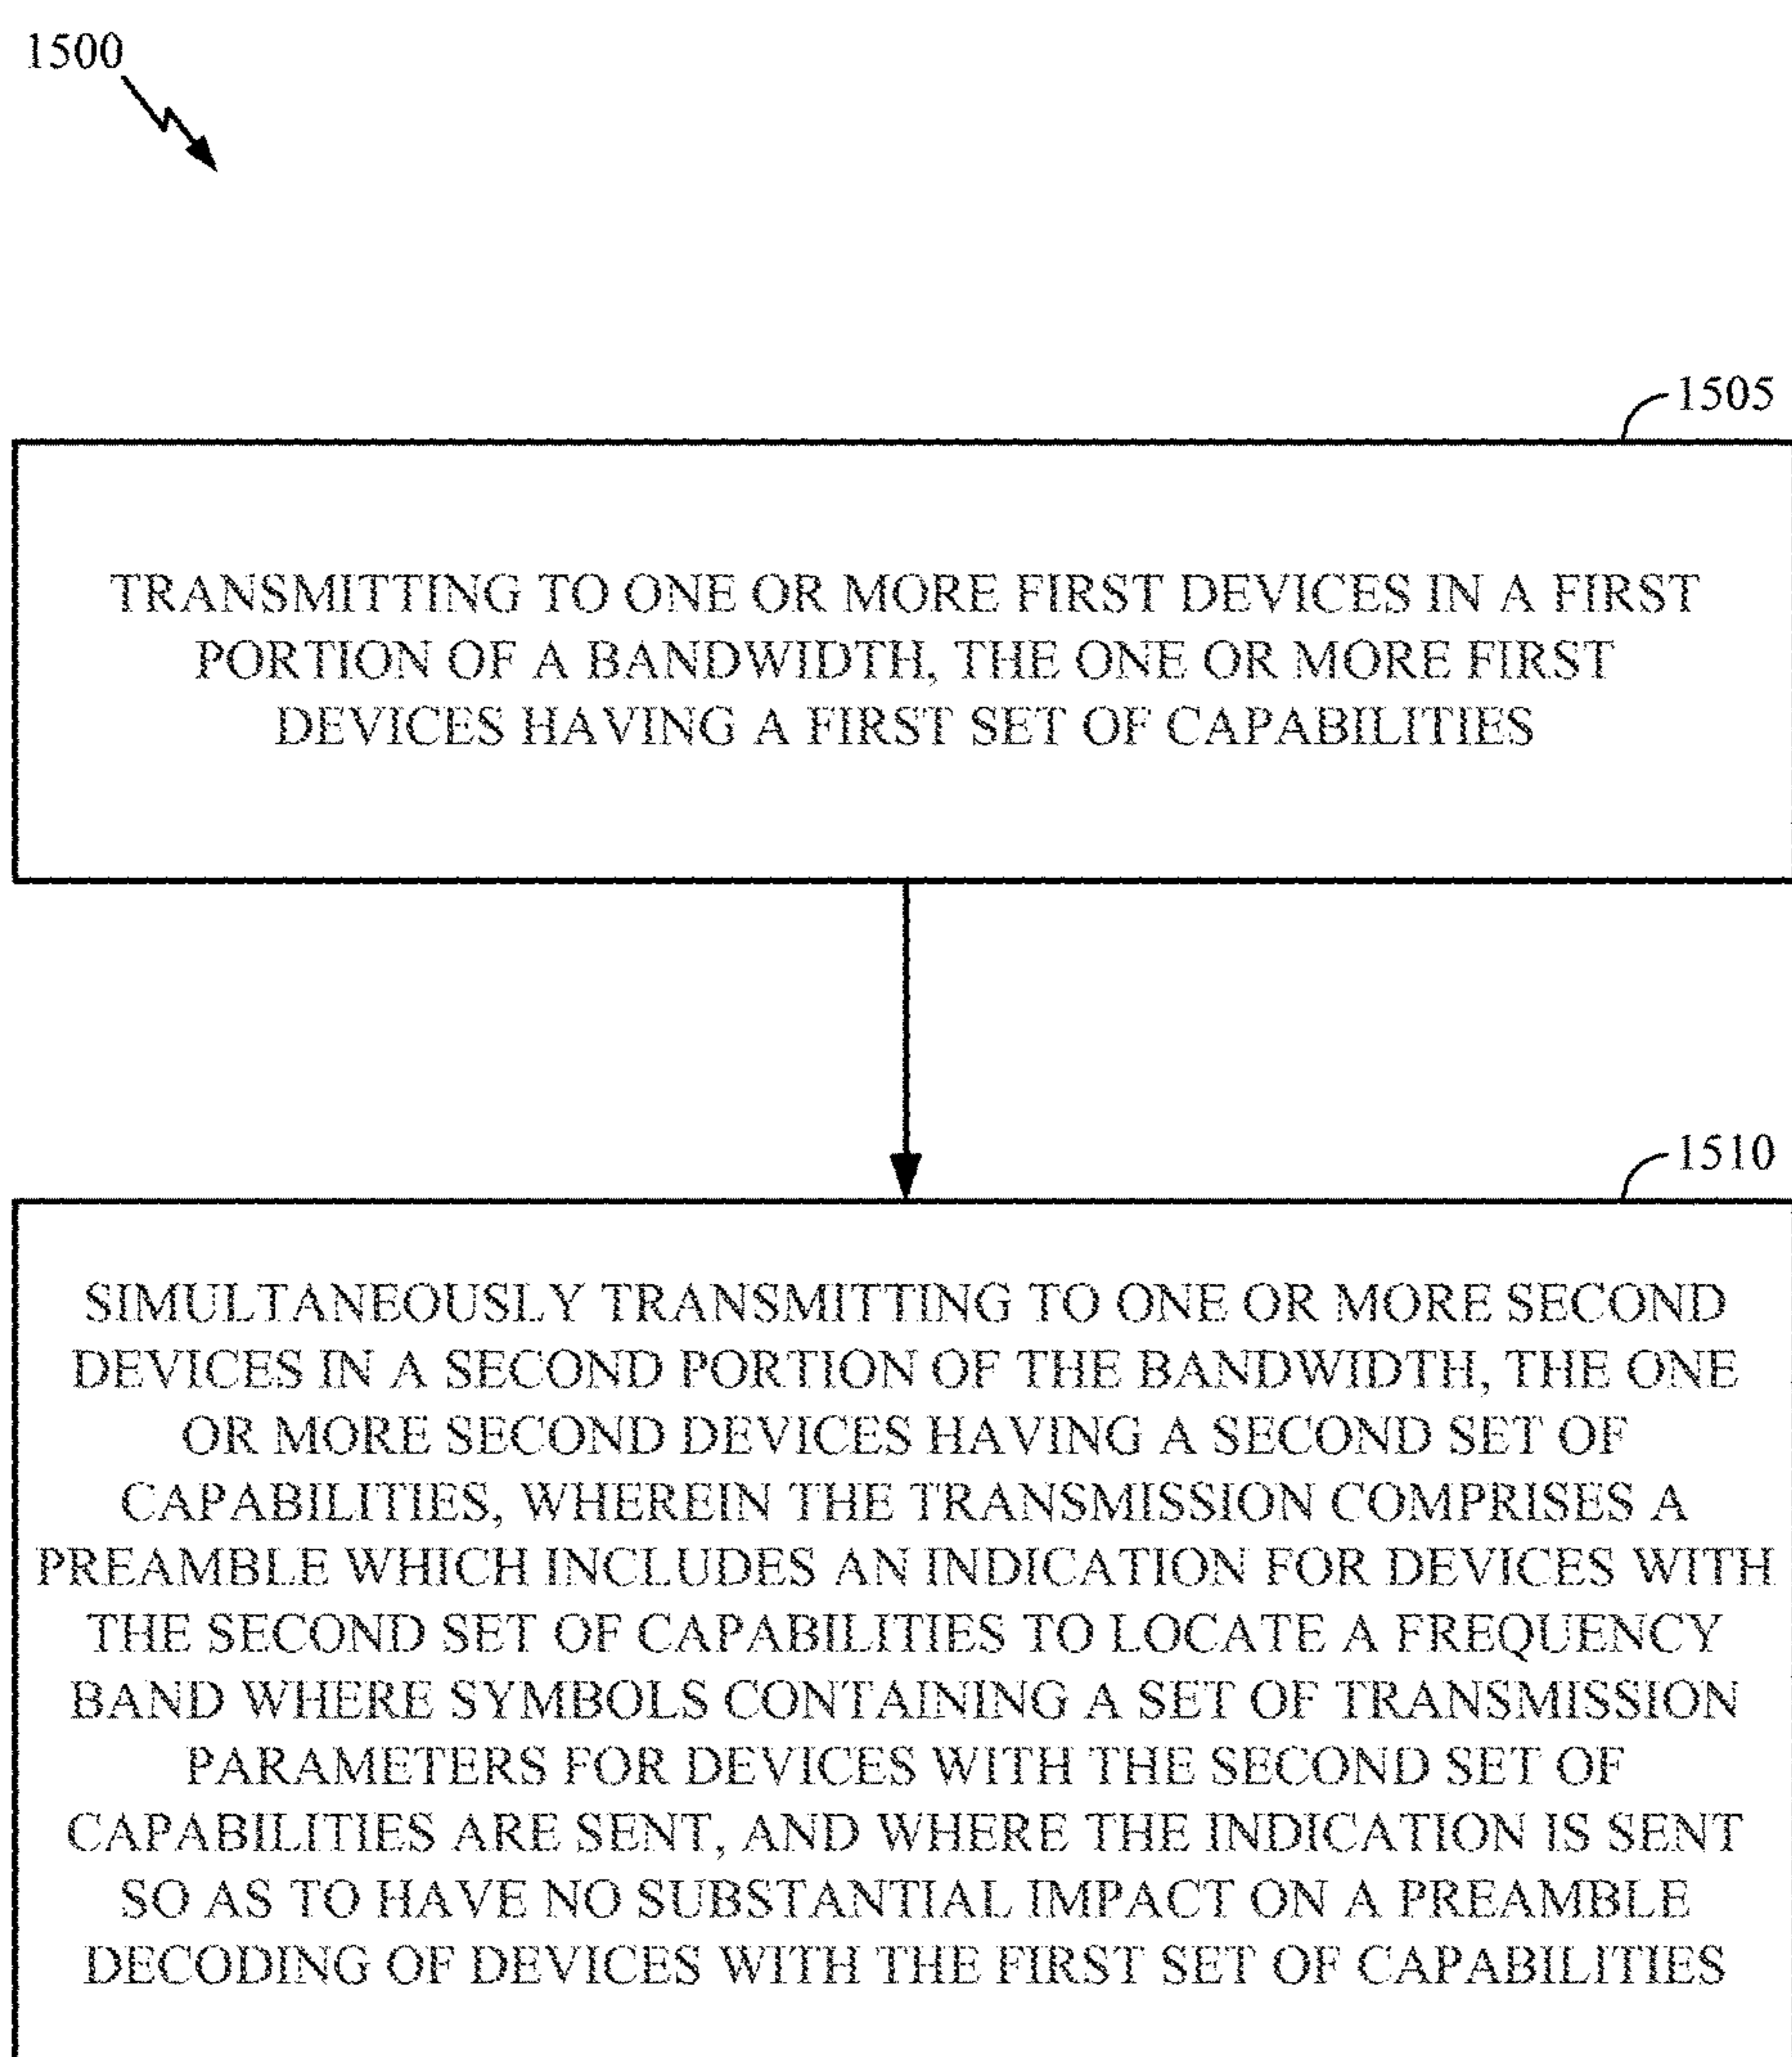 1500
1505
TRANSMITTING TO ONE OR MORE FIRST DEVICES IN A FIRST
PORTION OF A BANDWIDTH, THE ONE OR MORE FIRST
DEVICES HAVING A FIRST SET OF CAPABILITIES
1510
SIMULTANEOUSLY TRANSMITTING TO ONE OR MORE SECOND
DEVICES IN A SECOND PORTION OF THE BANDWIDTH, THE ONE
OR MORE SECOND DEVICES HAVING A SECOND SET OF
CAPABILITIES, WHEREIN THE TRANSMISSION COMPRISES A
PREAMBLE WHICH INCLUDES AN INDICATION FOR DEVICES WITH
THE SECOND SET OF CAPABILITIES TO LOCATE A FREQUENCY
BAND WHERE SYMBOLS CONTAINING A SET OF TRANSMISSION
PARAMETERS FOR DEVICES WITH THE SECOND SET OF
CAPABILITIES ARE SENT, AND WHERE THE INDICATION IS SENT
SO AS TO HAVE NO SUBSTANTIAL IMPACT ON A PREAMBLE
DECODING OF DEVICES WITH THE FIRST SET OF CAPABILITIES